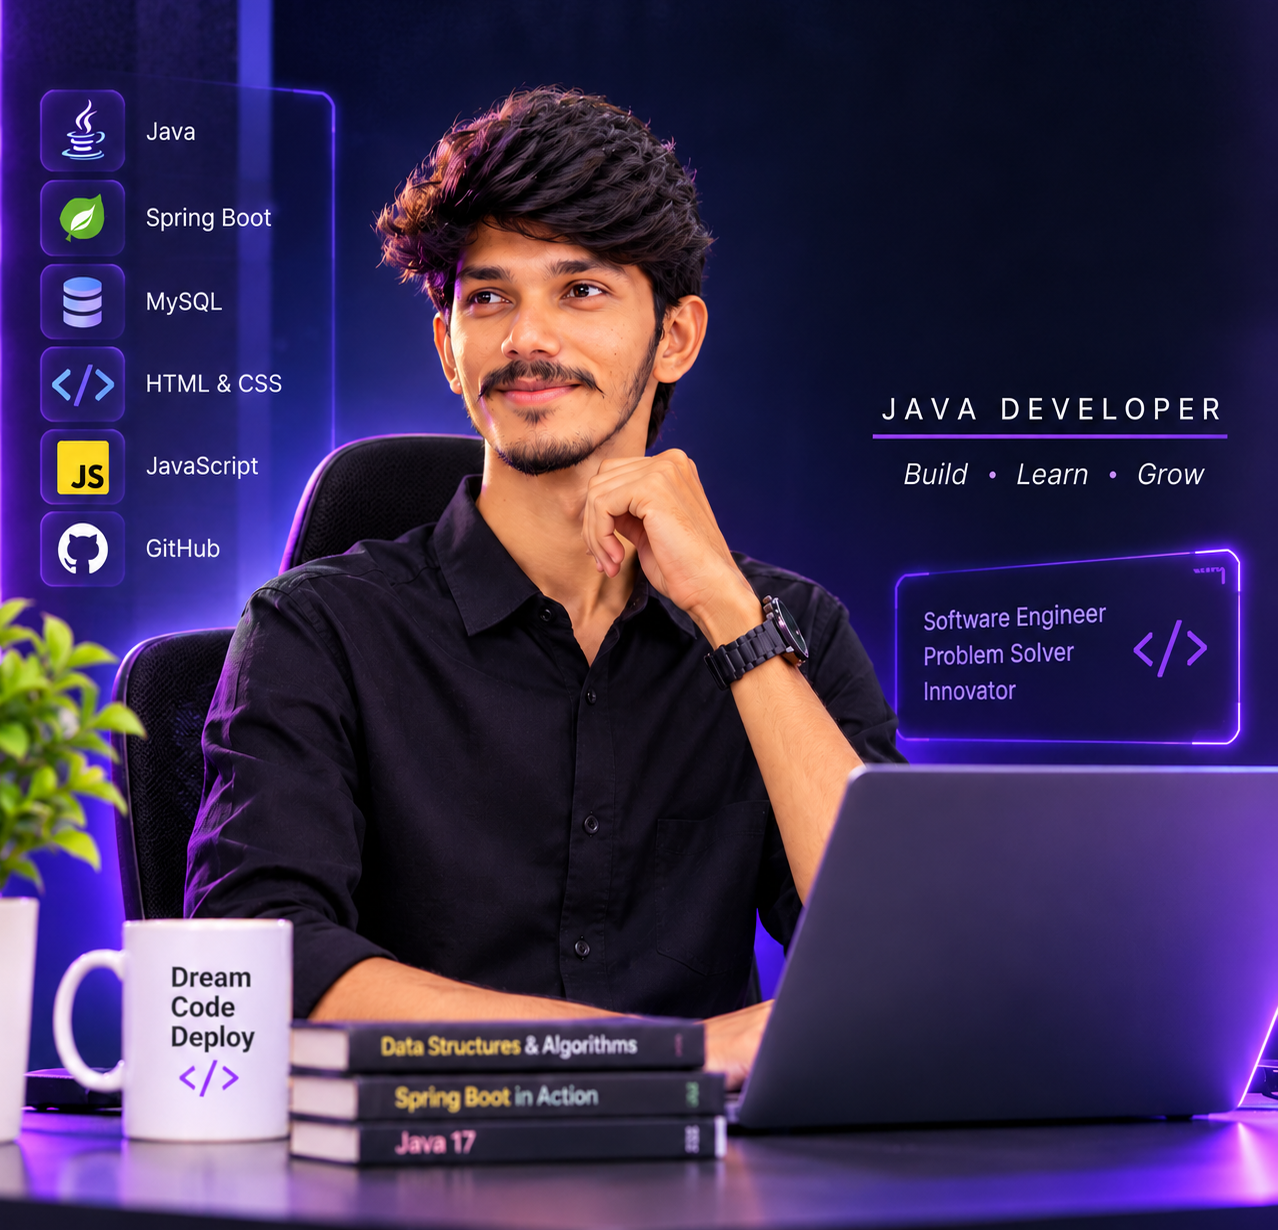 Java
Spring Boot
MySQL
HTML & CSS
JS
JavaScript
GitHub
JAVA DEVELOPER
Build • Learn • Grow
Software Engineer
Problem Solver
Innovator
</>
Dream
Code
Deploy
</>
Data Structures & Algorithms
Spring Boot in Action
Java 17